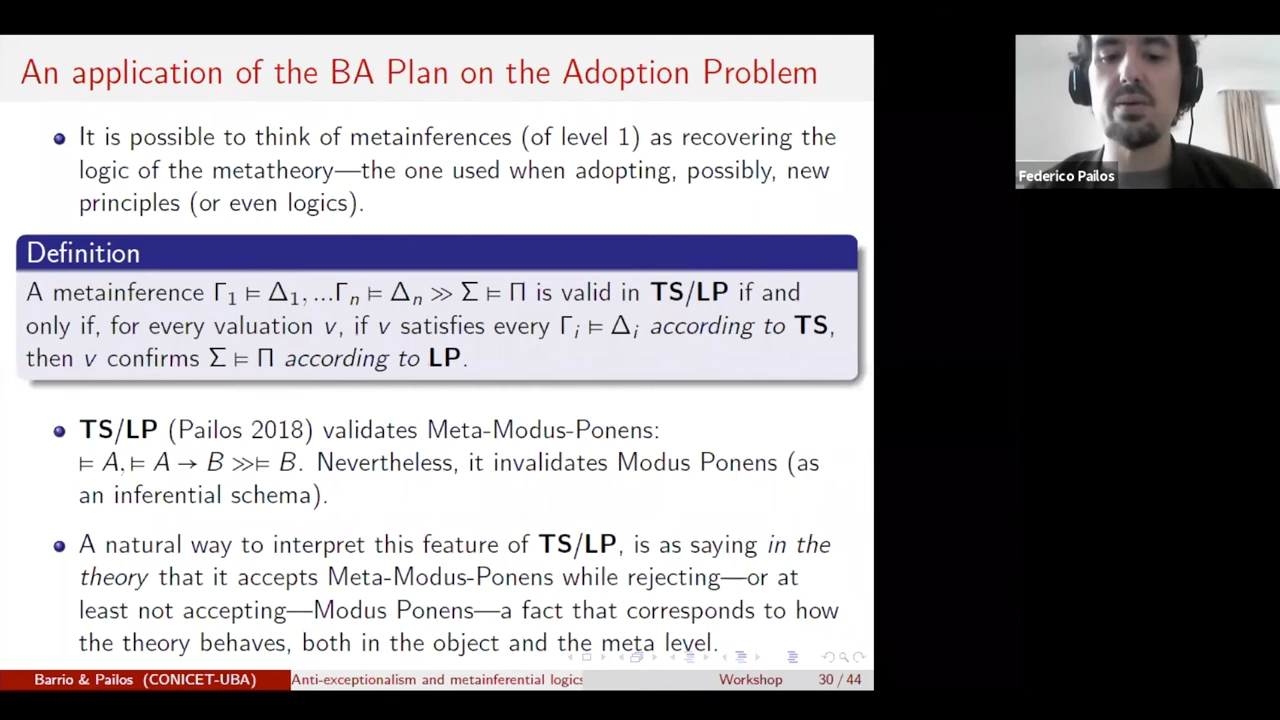 An application of the BA Plan on the Adoption Problem
It is possible to think of metainferences (of level 1) as recovering the
logic of the metatheory—the one used when adopting, possibly, new
principles (or even logics).
Definition
A metainference Γ₁ ⊨ Δ₁, ...Γₙ ⊨ Δₙ ≫ Σ ⊨ Π is valid in TS/LP if and
only if, for every valuation v, if v satisfies every Γᵢ ⊨ Δᵢ according to TS,
then v confirms Σ ⊨ Π according to LP.
TS/LP (Pailos 2018) validates Meta-Modus-Ponens:
⊨ A, ⊨ A → B ≫⊨ B. Nevertheless, it invalidates Modus Ponens (as
an inferential schema).
A natural way to interpret this feature of TS/LP, is as saying in the
theory that it accepts Meta-Modus-Ponens while rejecting—or at
least not accepting—Modus Ponens—a fact that corresponds to how
the theory behaves, both in the object and the meta level.
Barrio & Pailos (CONICET-UBA) Anti-exceptionalism and metainferential logics Workshop 30 / 44
Federico Pailos